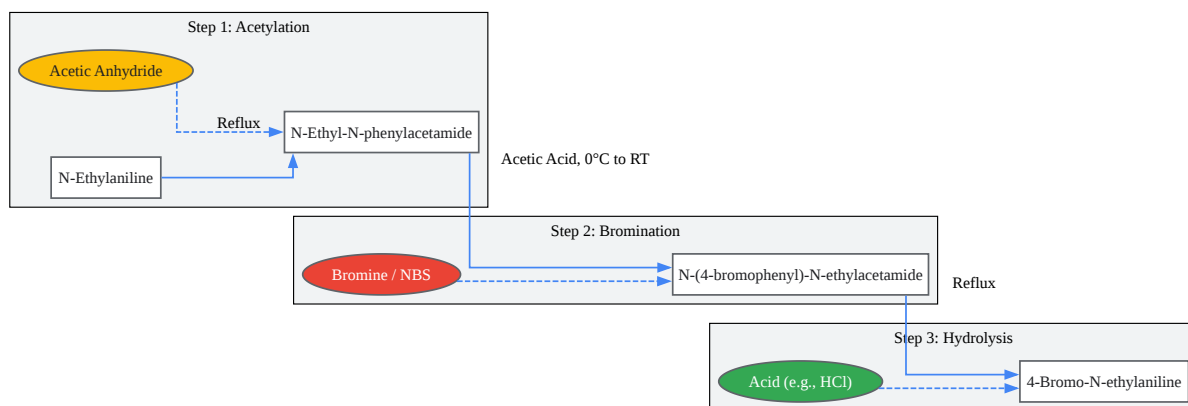 Step 1: Acetylation
Acetic Anhydride
Reflux
N-Ethyl-N-phenylacetamide
N-Ethylaniline
Acetic Acid, 0°C to RT
Step 2: Bromination
Bromine / NBS
N-(4-bromophenyl)-N-ethylacetamide
Reflux
Step 3: Hydrolysis
Acid (e.g., HCl)
4-Bromo-N-ethylaniline